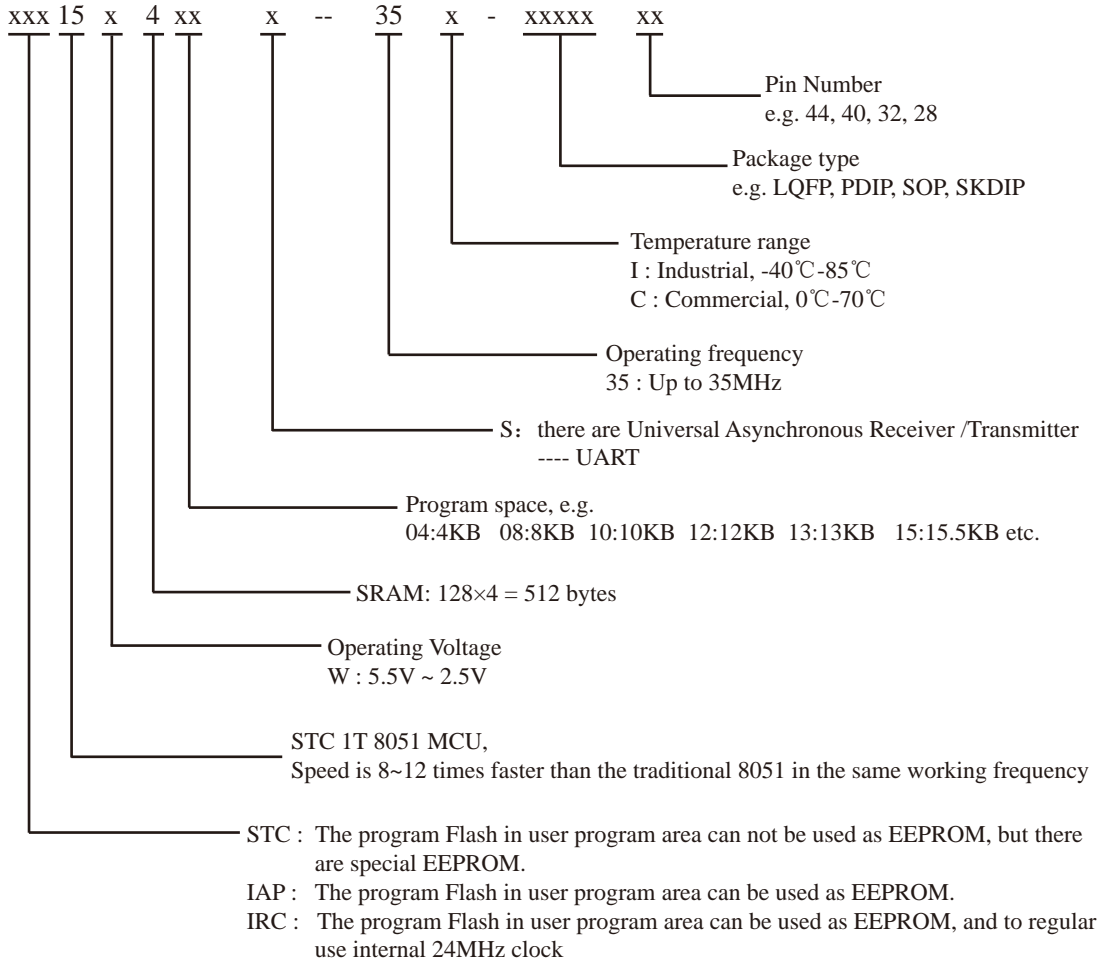 xxx 15 x 4 xx x -- 35 x - xxxxx xx
Pin Number
e.g. 44, 40, 32, 28
Package type
e.g. LQFP, PDIP, SOP, SKDIP
Temperature range
I : Industrial, -40℃-85℃
C : Commercial, 0℃-70℃
Operating frequency
35 : Up to 35MHz
S： there are Universal Asynchronous Receiver /Transmitter
---- UART
Program space, e.g.
04:4KB 08:8KB 10:10KB 12:12KB 13:13KB 15:15.5KB etc.
SRAM: 128×4 = 512 bytes
Operating Voltage
W : 5.5V ~ 2.5V
STC 1T 8051 MCU,
Speed is 8~12 times faster than the traditional 8051 in the same working frequency
STC : The program Flash in user program area can not be used as EEPROM, but there
are special EEPROM.
IAP : The program Flash in user program area can be used as EEPROM.
IRC : The program Flash in user program area can be used as EEPROM, and to regular
use internal 24MHz clock